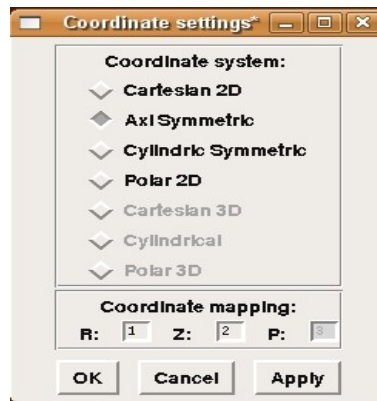 Coordinate settings*
Coordinate system:
Cartesian 2D
Axi Symmetric
Cylindric Symmetric
Polar 2D
Cartesian 3D
Cylindrical
Polar 3D
Coordinate mapping:
R: 1 Z: 2 P: 3
OK Cancel Apply